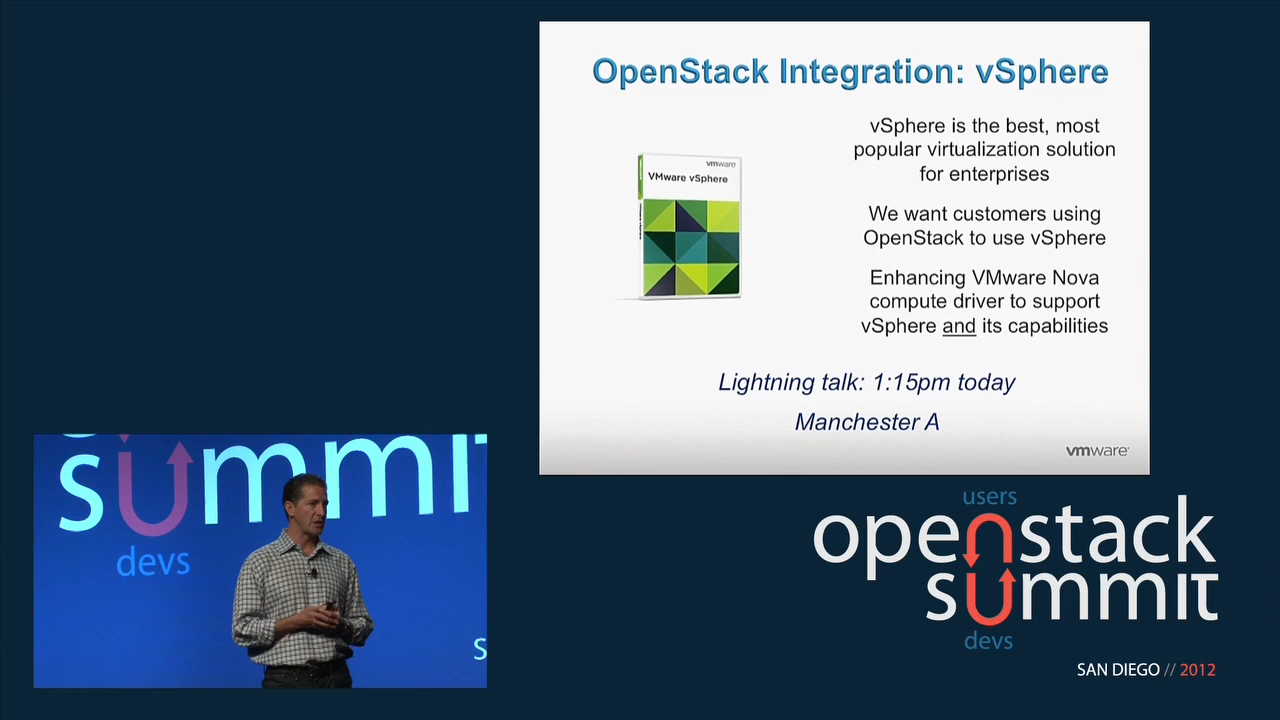 OpenStack Integration: vSphere
vSphere is the best, most
popular virtualization solution
for enterprises
We want customers using
OpenStack to use vSphere
Enhancing VMware Nova
compute driver to support
vSphere and its capabilities
vmware
VMware vSphere
Lightning talk: 1:15pm today
Manchester A
vmware
summit
devs
s
users
openstack
summit
devs
SAN DIEGO // 2012